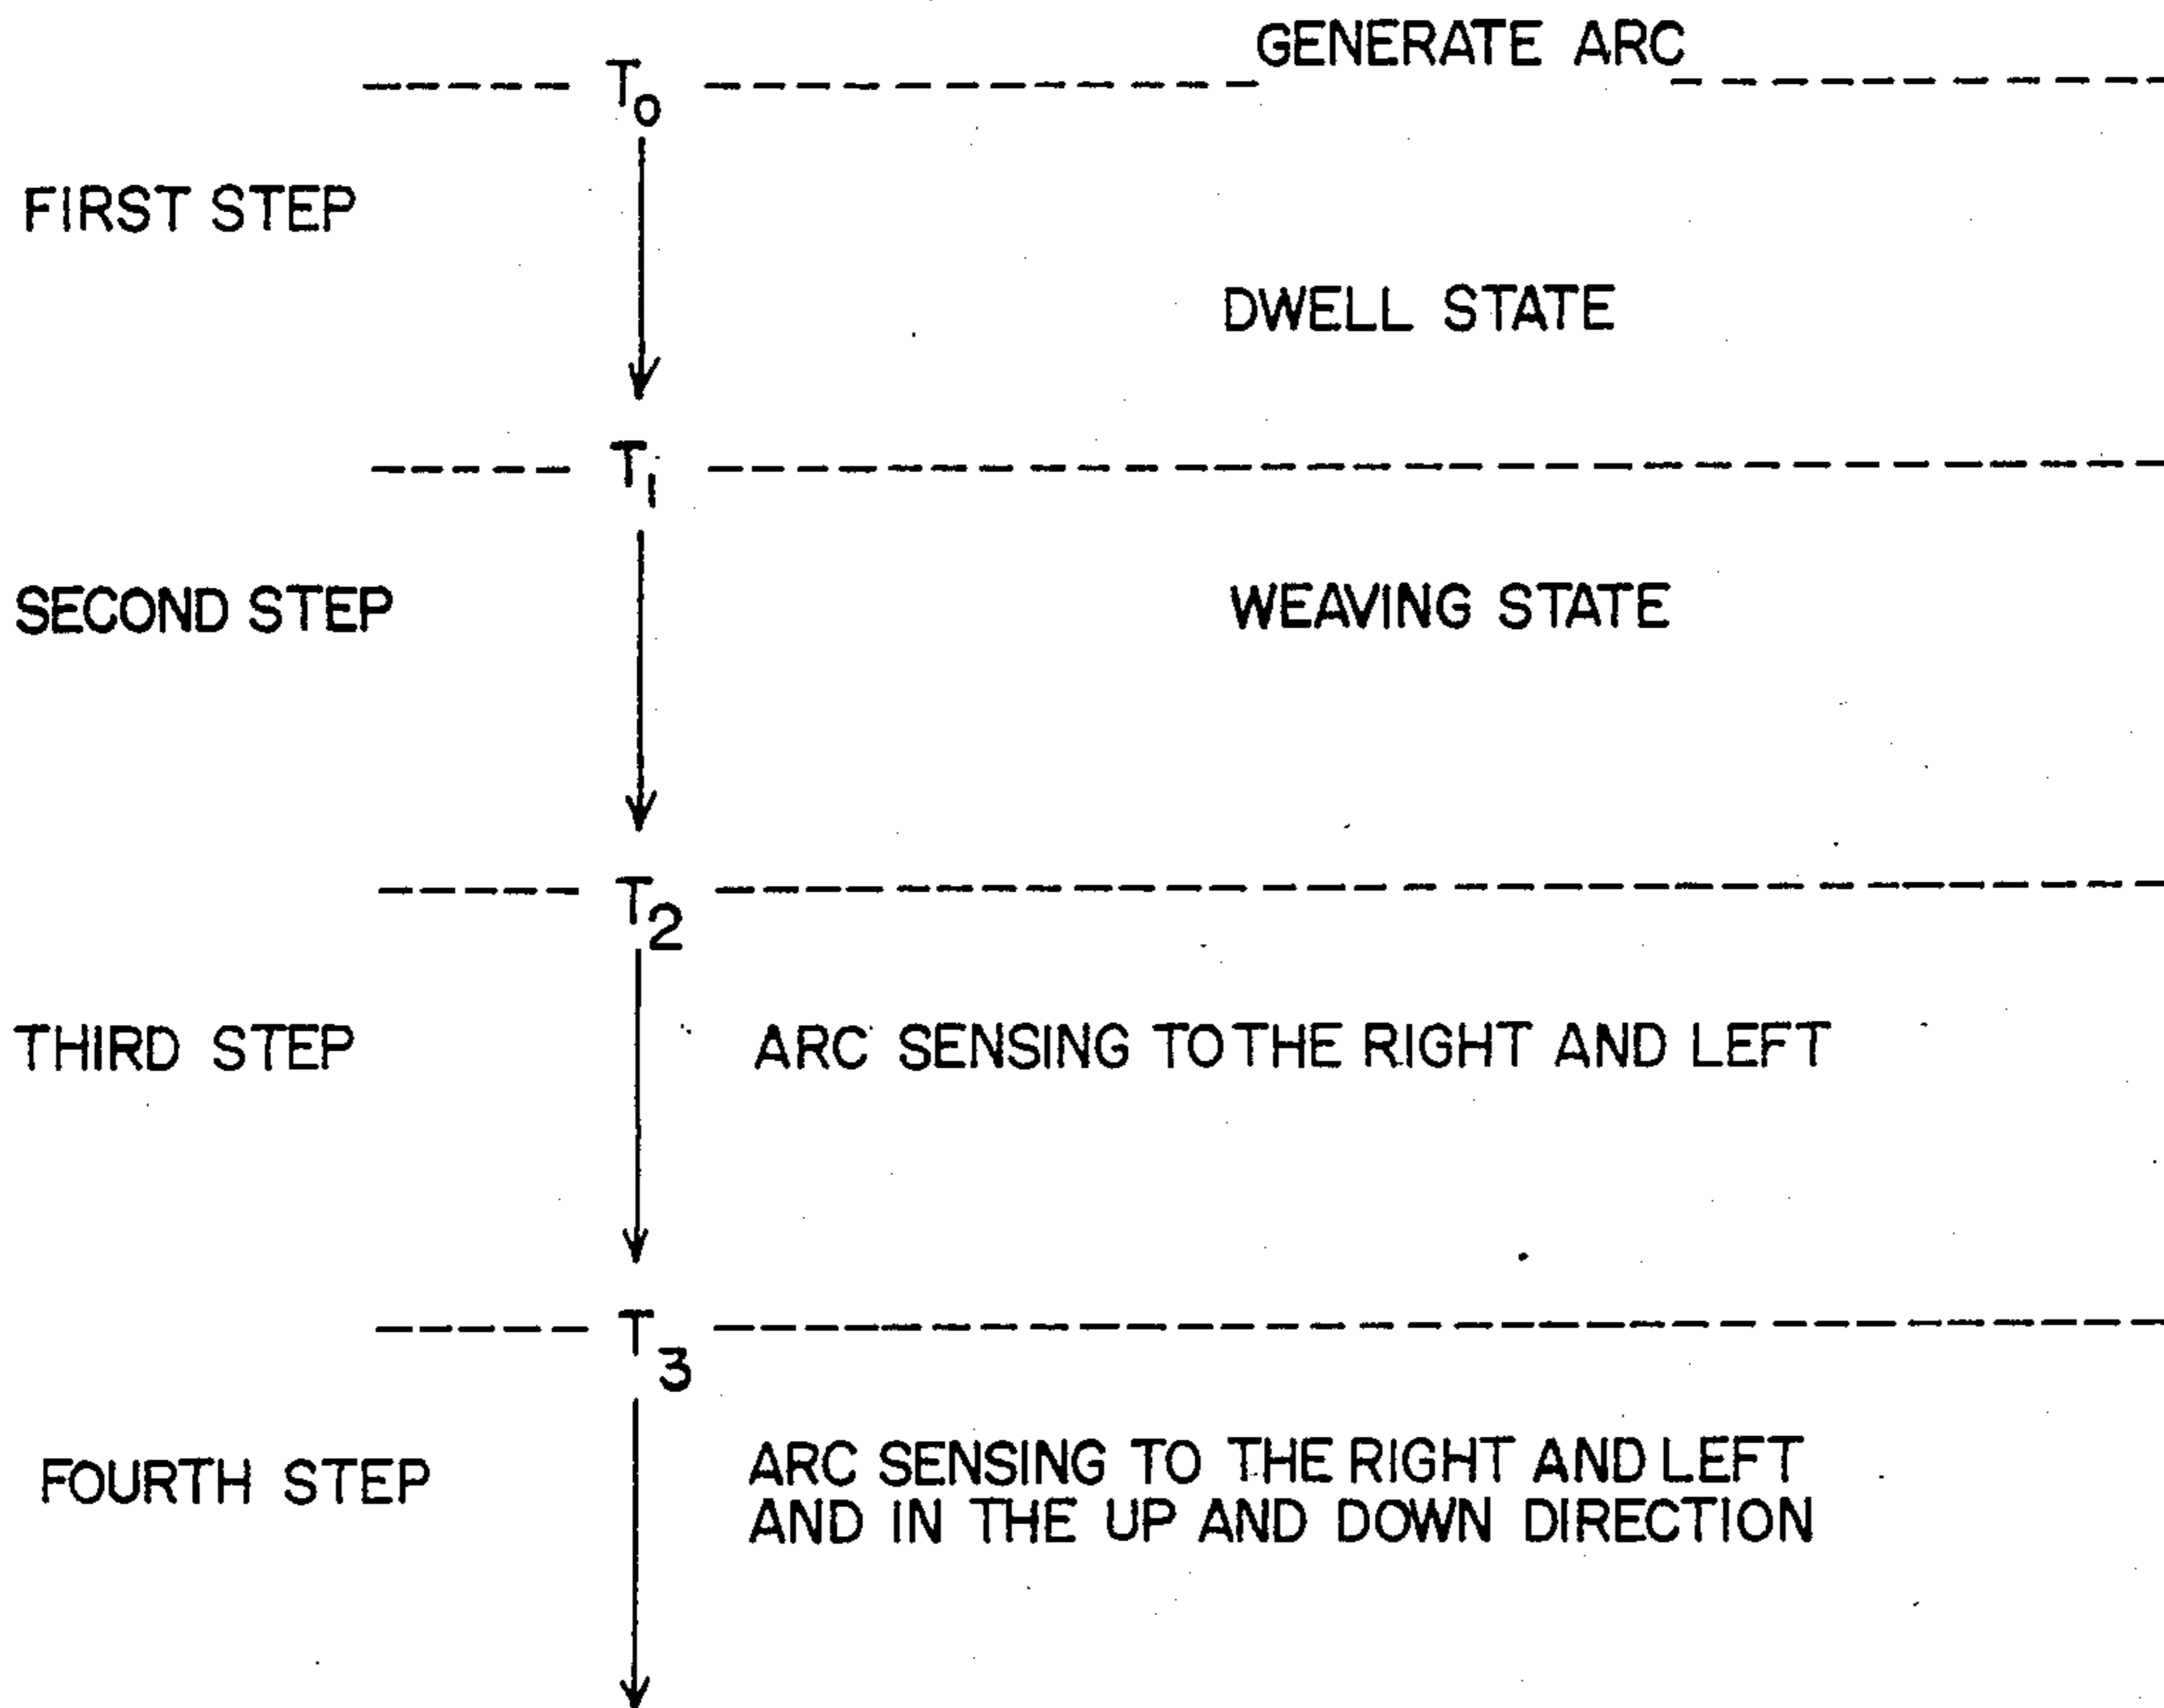 GENERATE ARC
T₀
FIRST STEP
DWELL STATE
T₁
SECOND STEP
WEAVING STATE
T₂
THIRD STEP
ARC SENSING TO THE RIGHT AND LEFT
T₃
FOURTH STEP
ARC SENSING TO THE RIGHT AND LEFT
AND IN THE UP AND DOWN DIRECTION